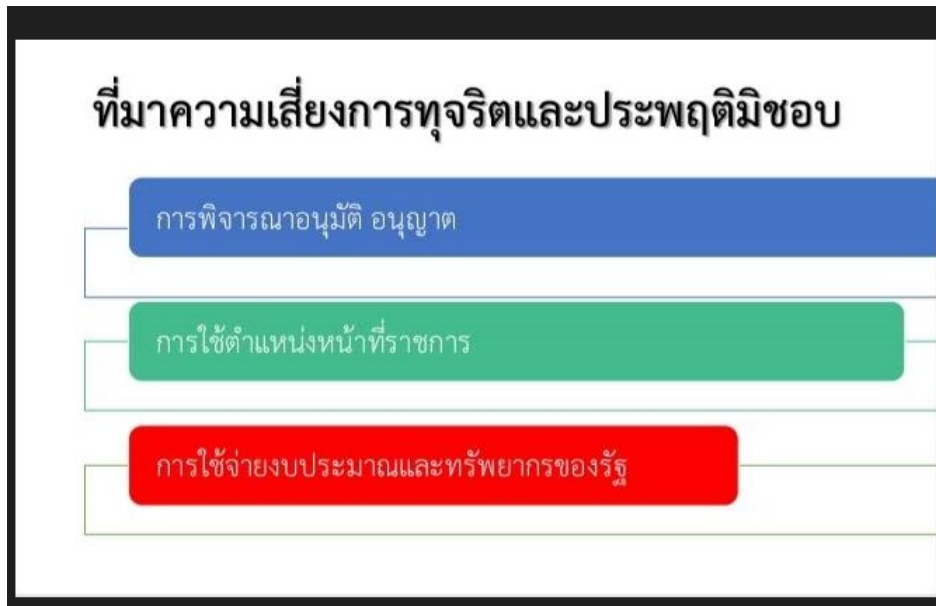 ที่มาความเสี่ยงการทุจริตและประพฤติมิชอบ
การพิจารณาอนุมัติ อนุญาต
การใช้ตำแหน่งหน้าที่ราชการ
การใช้จ่ายงบประมาณและทรัพยากรของรัฐ